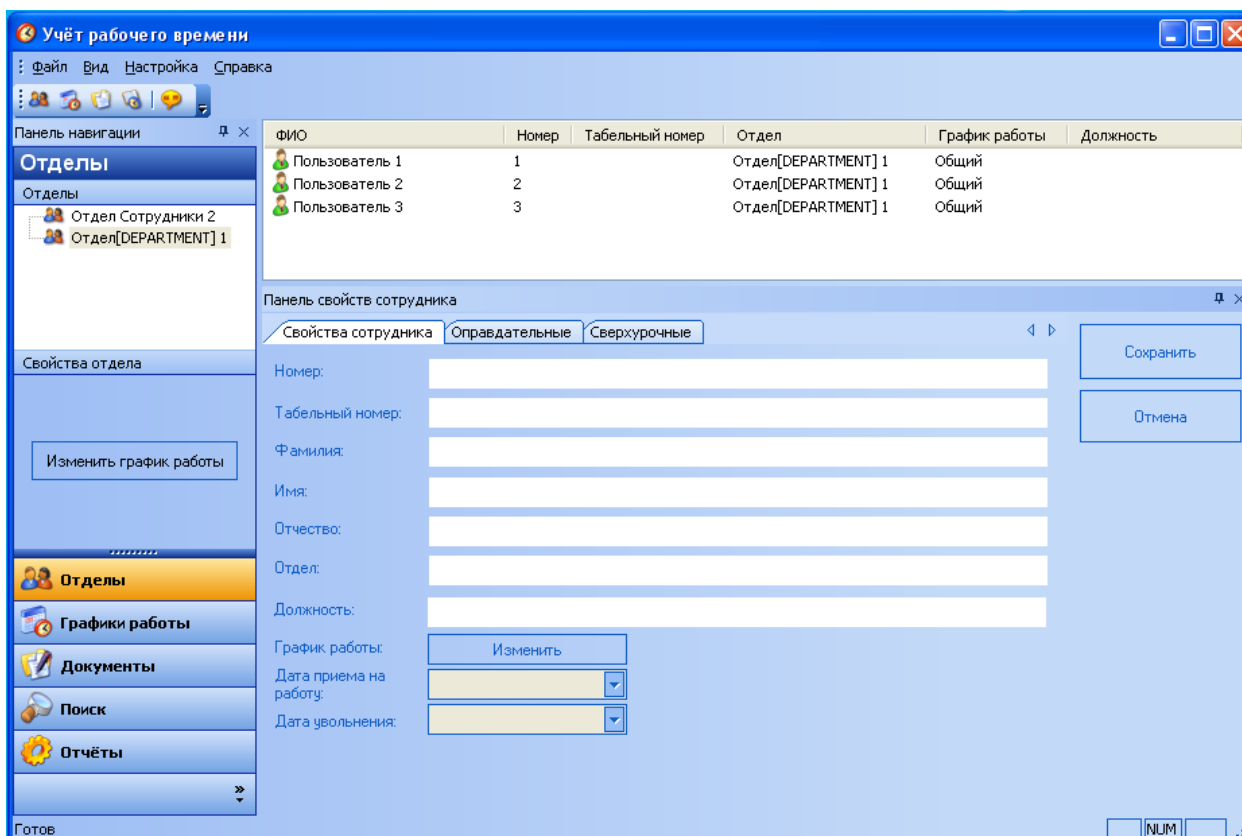 Учёт рабочего времени
Файл Вид Настройка Справка
Панель навигации
Отделы
Отделы
Отдел Сотрудники 2
Отдел[DEPARTMENT] 1
Свойства отдела
Изменить график работы
Отделы
Графики работы
Документы
Поиск
Отчёты
ФИО Номер Табельный номер Отдел График работы Должность
Пользователь 1 1 Отдел[DEPARTMENT] 1 Общий
Пользователь 2 2 Отдел[DEPARTMENT] 1 Общий
Пользователь 3 3 Отдел[DEPARTMENT] 1 Общий
Панель свойств сотрудника
Свойства сотрудника Оправдательные Сверхурочные
Номер:
Табельный номер:
Фамилия:
Имя:
Отчество:
Отдел:
Должность:
График работы: Изменить
Дата приема на
работу:
Дата увольнения:
Сохранить
Отмена
Готов NUM